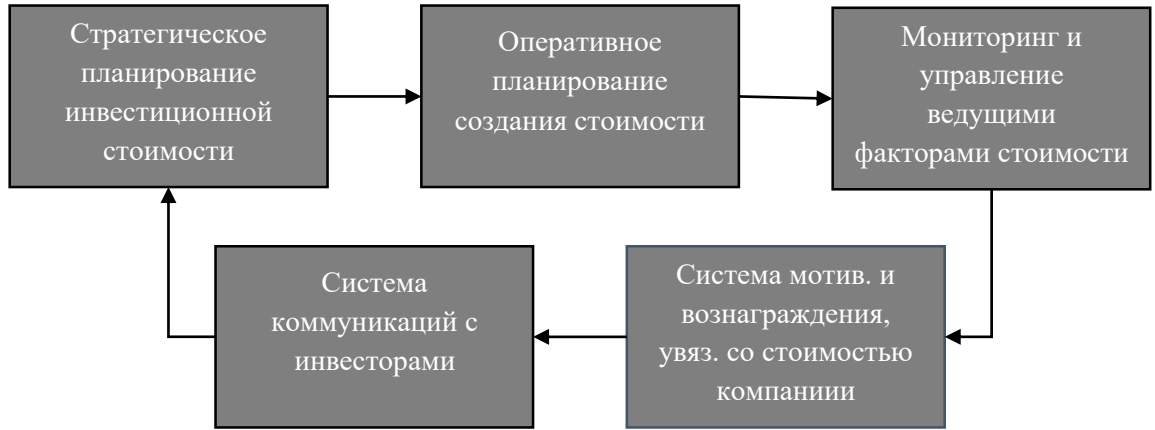 Стратегическое
планирование
инвестиционной
стоимости
Оперативное
планирование
создания стоимости
Мониторинг и
управление
ведущими
факторами стоимости
Система мотив. и
вознаграждения,
увяз. со стоимостью
компаниии
Система
коммуникаций с
инвесторами